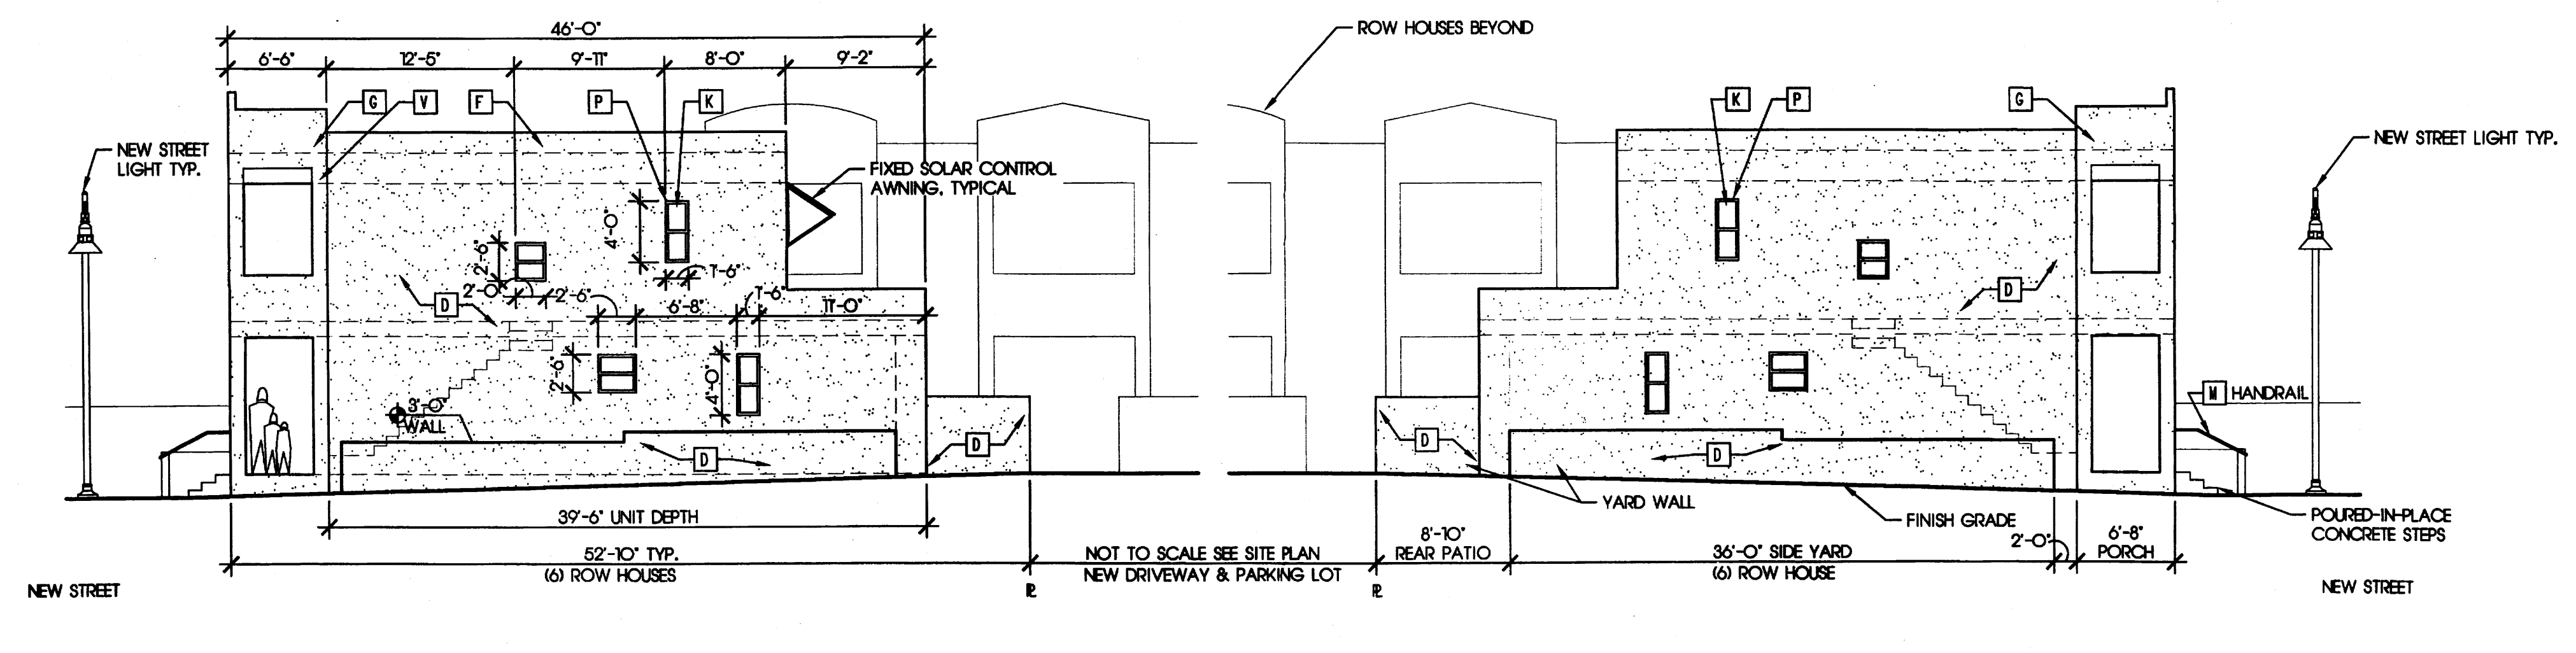 46'-0"
ROW HOUSES BEYOND
6'-6" 12'-5" 9'-11" 8'-0" 9'-2"
G V F P K
K P G
NEW STREET
LIGHT TYP.
FIXED SOLAR CONTROL
AWNING, TYPICAL
NEW STREET LIGHT TYP.
4'-0"
2'-6"
1'-6"
2'-0"
2'-6"
D
6'-8"
1'-6"
11'-0"
D
2'-6"
4'-0"
3'-0"
WALL
M HANDRAIL
D
D
D
D
YARD WALL
FINISH GRADE
POURED-IN-PLACE
CONCRETE STEPS
39'-6" UNIT DEPTH
52'-10" TYP.
(6) ROW HOUSES
NOT TO SCALE SEE SITE PLAN
NEW DRIVEWAY & PARKING LOT
8'-10"
REAR PATIO
36'-0" SIDE YARD
(6) ROW HOUSE
2'-0"
6'-8"
PORCH
NEW STREET
PL
PL
NEW STREET